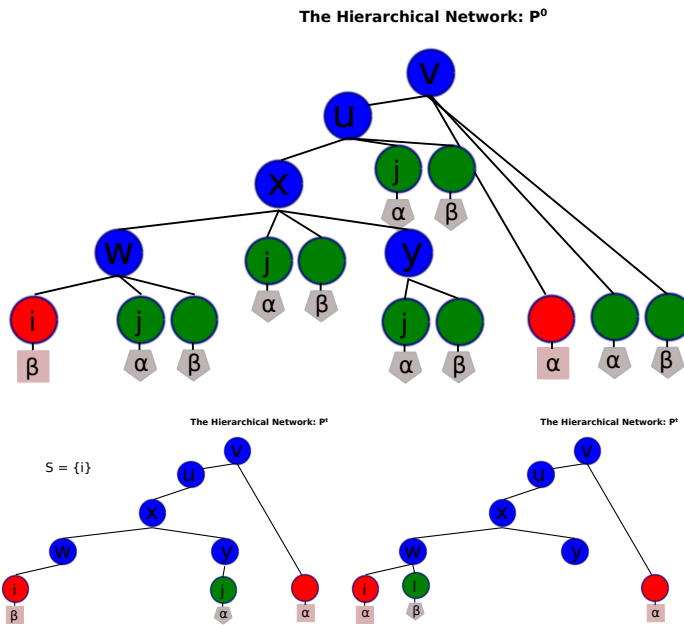 The Hierarchical Network: P⁰
v
u
x
j
α
β
w
j
y
α
β
i
j
j
β
α
β
α
β
α
α
β
The Hierarchical Network: Pᵗ
S = {i}
v
u
x
w
y
i
j
β
α
α
The Hierarchical Network: Pᵗ
v
u
x
w
y
i
l
α
β
α